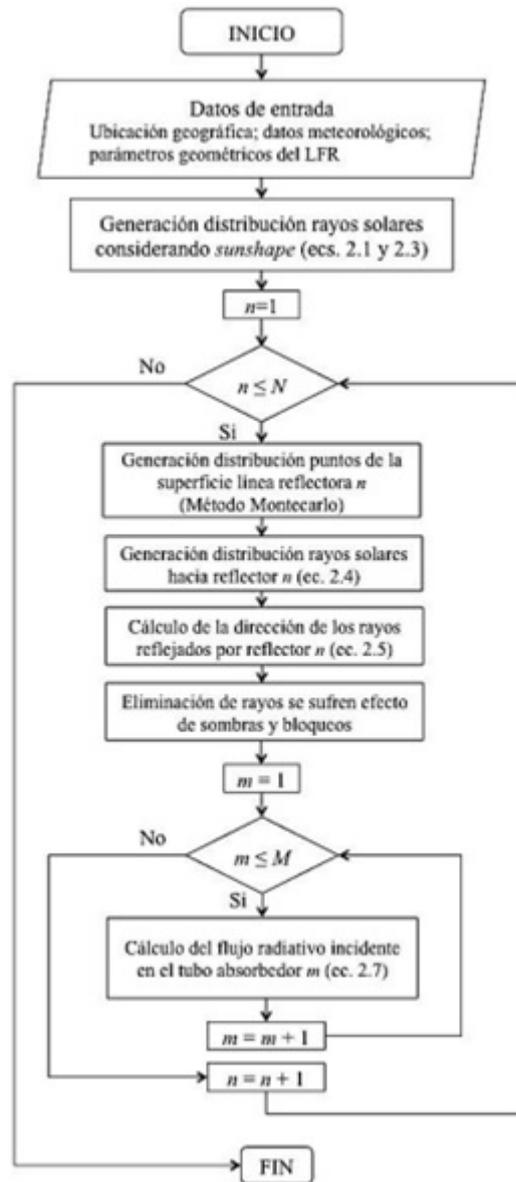 INICIO
Datos de entrada
Ubicación geográfica; datos meteorológicos;
parámetros geométricos del LFR
Generación distribución rayos solares
considerando sunshape (ecs. 2.1 y 2.3)
n=1
No
n ≤ N
Si
Generación distribución puntos de la
superficie línea reflectora n
(Método Montecarlo)
Generación distribución rayos solares
hacia reflector n (ec. 2.4)
Cálculo de la dirección de los rayos
reflejados por reflector n (ec. 2.5)
Eliminación de rayos se sufren efecto
de sombras y bloqueos
m = 1
No
m ≤ M
Si
Cálculo del flujo radiativo incidente
en el tubo absorbedor m (ec. 2.7)
m = m + 1
n = n + 1
FIN